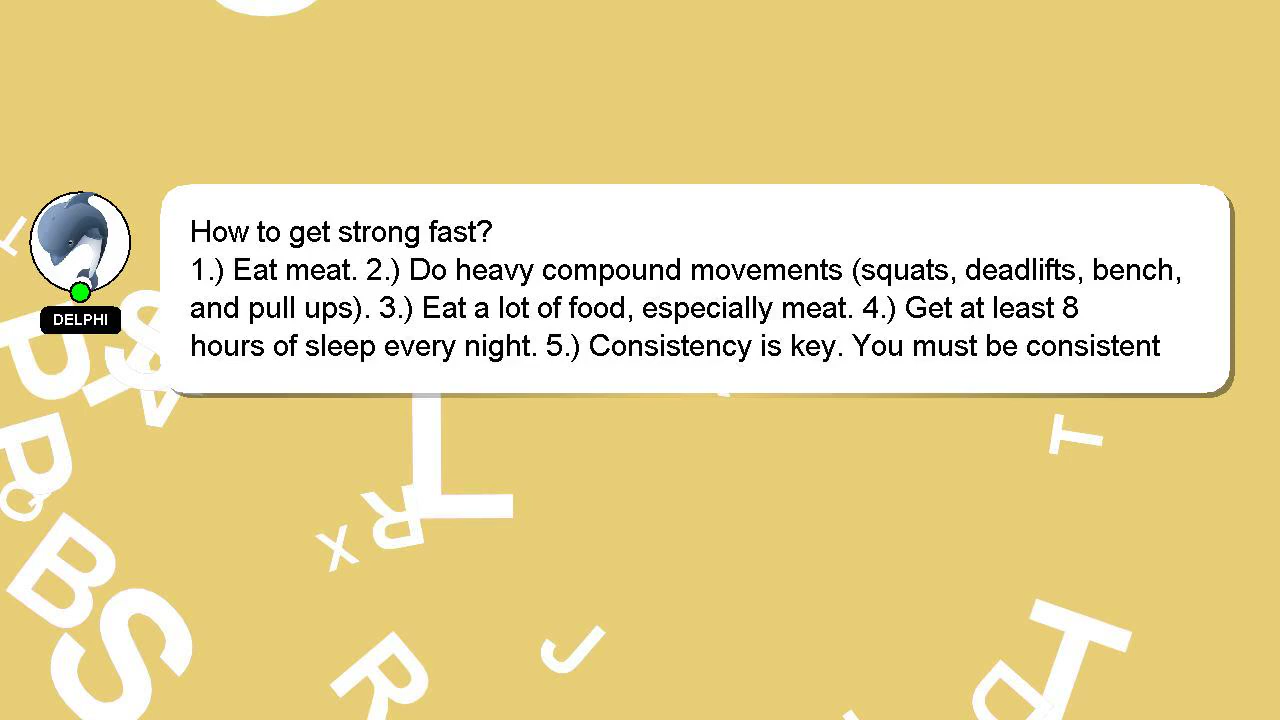 How to get strong fast?
1.) Eat meat. 2.) Do heavy compound movements (squats, deadlifts, bench,
and pull ups). 3.) Eat a lot of food, especially meat. 4.) Get at least 8
hours of sleep every night. 5.) Consistency is key. You must be consistent
DELPHI
T
P
S
&
T
V
R
Q
B
S
L
R
X
R
J
T
H
D